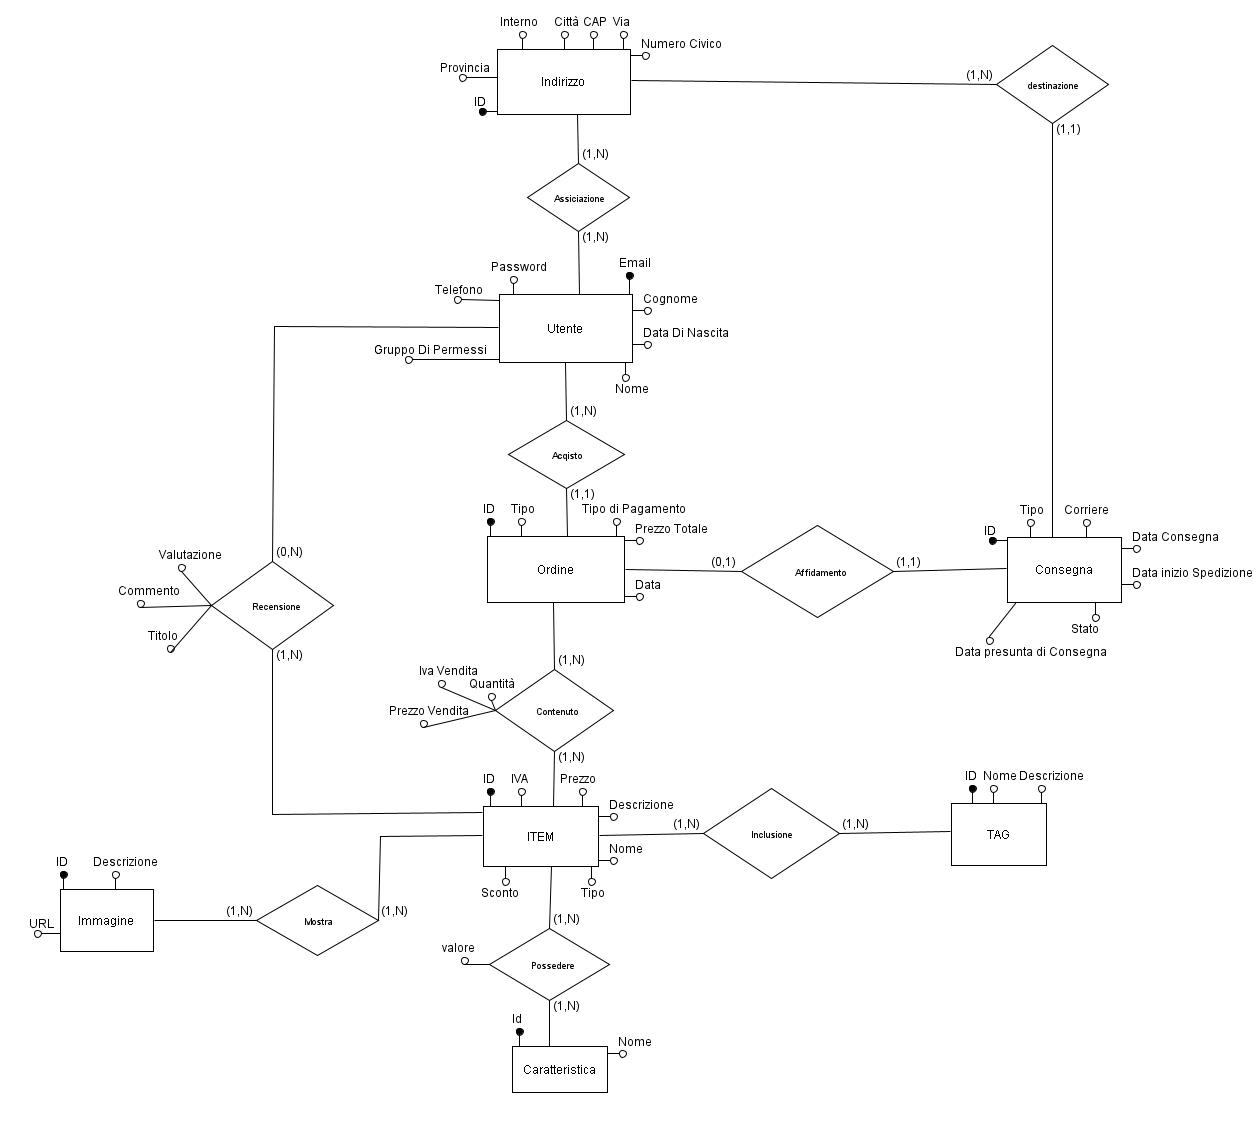 Interno
Città
CAP
Via
Numero Civico
Provincia
ID
Indirizzo
(1,N)
destinazione
(1,1)
(1,N)
Assiciazione
(1,N)
Password
Email
Telefono
Cognome
Utente
Data Di Nascita
Gruppo Di Permessi
Nome
(1,N)
Acqisto
(1,1)
ID
Tipo
Tipo di Pagamento
Prezzo Totale
Ordine
Data
(0,1)
Affidamento
(1,1)
ID
Tipo
Corriere
Data Consegna
Consegna
Data inizio Spedizione
Stato
Data presunta di Consegna
(0,N)
Valutazione
Commento
Titolo
Recensione
(1,N)
(1,N)
Iva Vendita
Quantità
Prezzo Vendita
Contenuto
(1,N)
ID
IVA
Prezzo
Descrizione
ITEM
Nome
Sconto
Tipo
(1,N)
Inclusione
(1,N)
ID
Nome
Descrizione
TAG
ID
Descrizione
URL
Immagine
(1,N)
Mostra
(1,N)
(1,N)
valore
Possedere
(1,N)
Id
Nome
Caratteristica